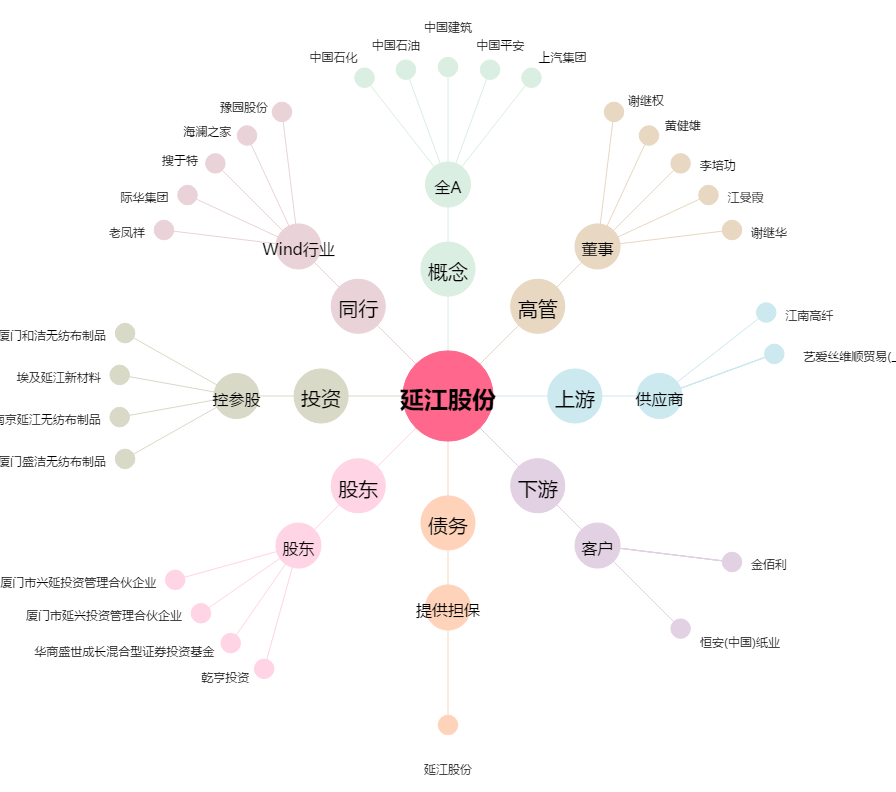 中国建筑
中国石油
中国平安
中国石化
上汽集团
全A
概念
豫园股份
海澜之家
搜于特
际华集团
老凤祥
Wind行业
同行
谢继权
黄健雄
李培功
江曼霞
谢继华
董事
高管
厦门和洁无纺布制品
埃及延江新材料
南京延江无纺布制品
厦门盛洁无纺布制品
控参股
投资
延江股份
上游
供应商
江南高纤
艺爱丝维顺贸易(上
股东
股东
厦门市兴延投资管理合伙企业
厦门市延兴投资管理合伙企业
华商盛世成长混合型证券投资基金
乾亨投资
债务
提供担保
延江股份
下游
客户
金佰利
恒安(中国)纸业